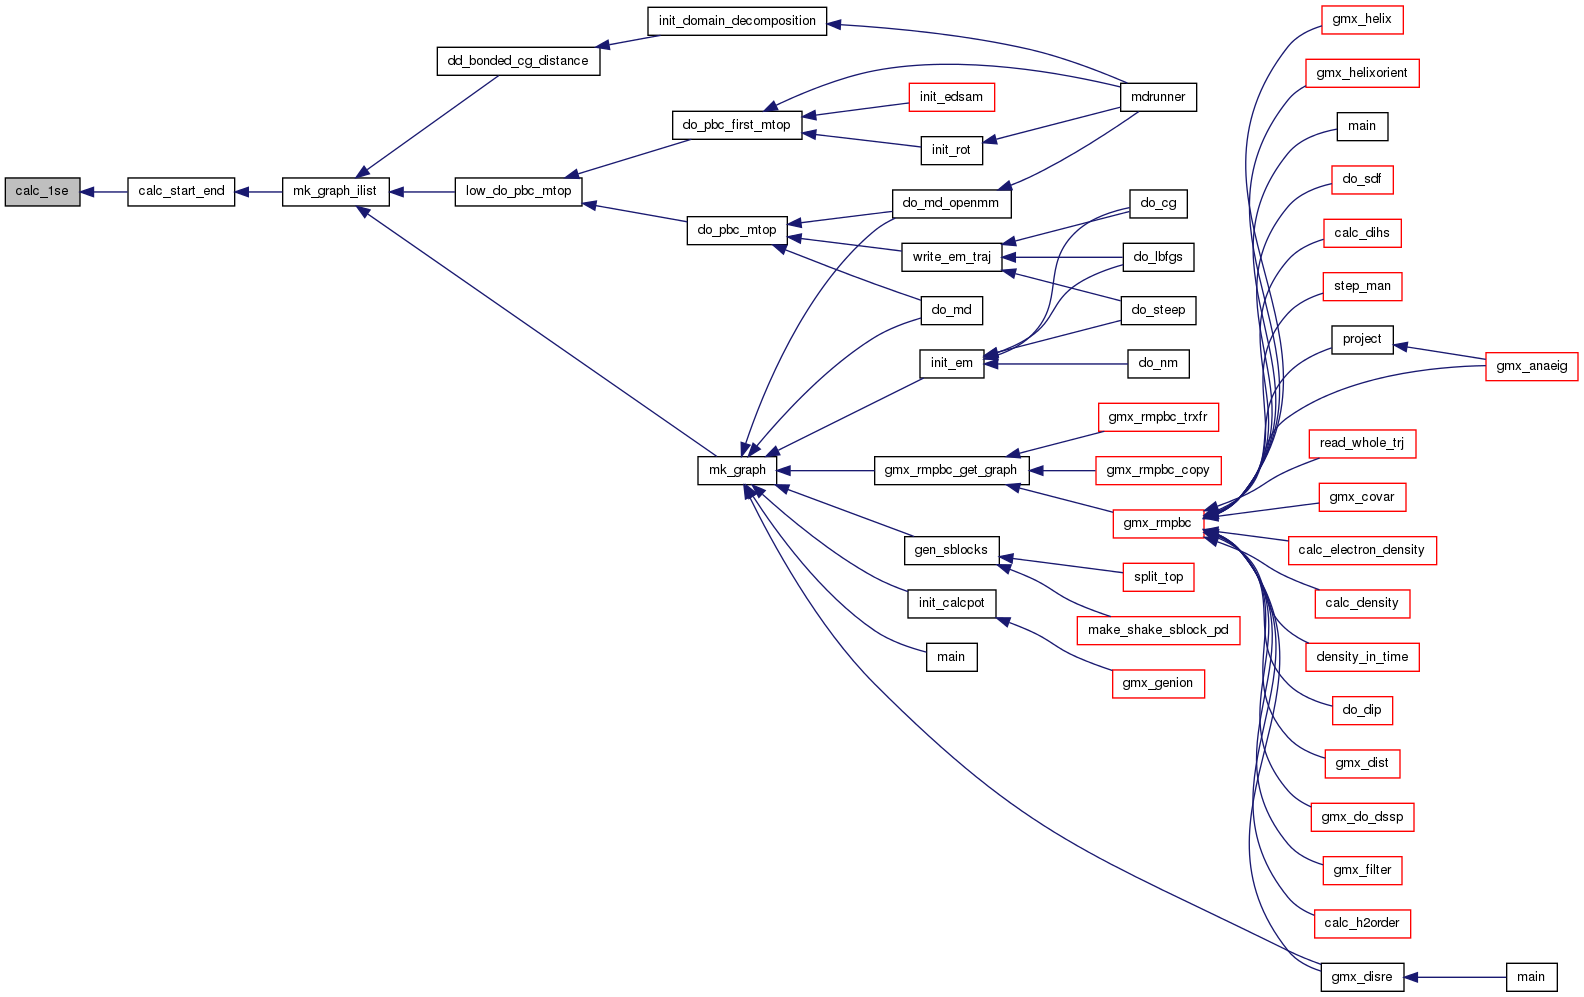 calc_1se
calc_start_end
mk_graph_ilist
dd_bonded_cg_distance
init_domain_decomposition
low_do_pbc_mtop
do_pbc_first_mtop
init_edsam
init_rot
mdrunner
do_pbc_mtop
do_md_openmm
write_em_traj
do_md
init_em
do_cg
do_lbfgs
do_steep
do_nm
mk_graph
gmx_rmpbc_get_graph
gmx_rmpbc_trxfr
gmx_rmpbc_copy
gmx_rmpbc
gen_sblocks
split_top
make_shake_sblock_pd
init_calcpot
gmx_genion
main
gmx_helix
gmx_helixorient
main
do_sdf
calc_dihs
step_man
project
gmx_anaeig
read_whole_trj
gmx_covar
calc_electron_density
calc_density
density_in_time
do_dip
gmx_dist
gmx_do_dssp
gmx_filter
calc_h2order
gmx_disre
main